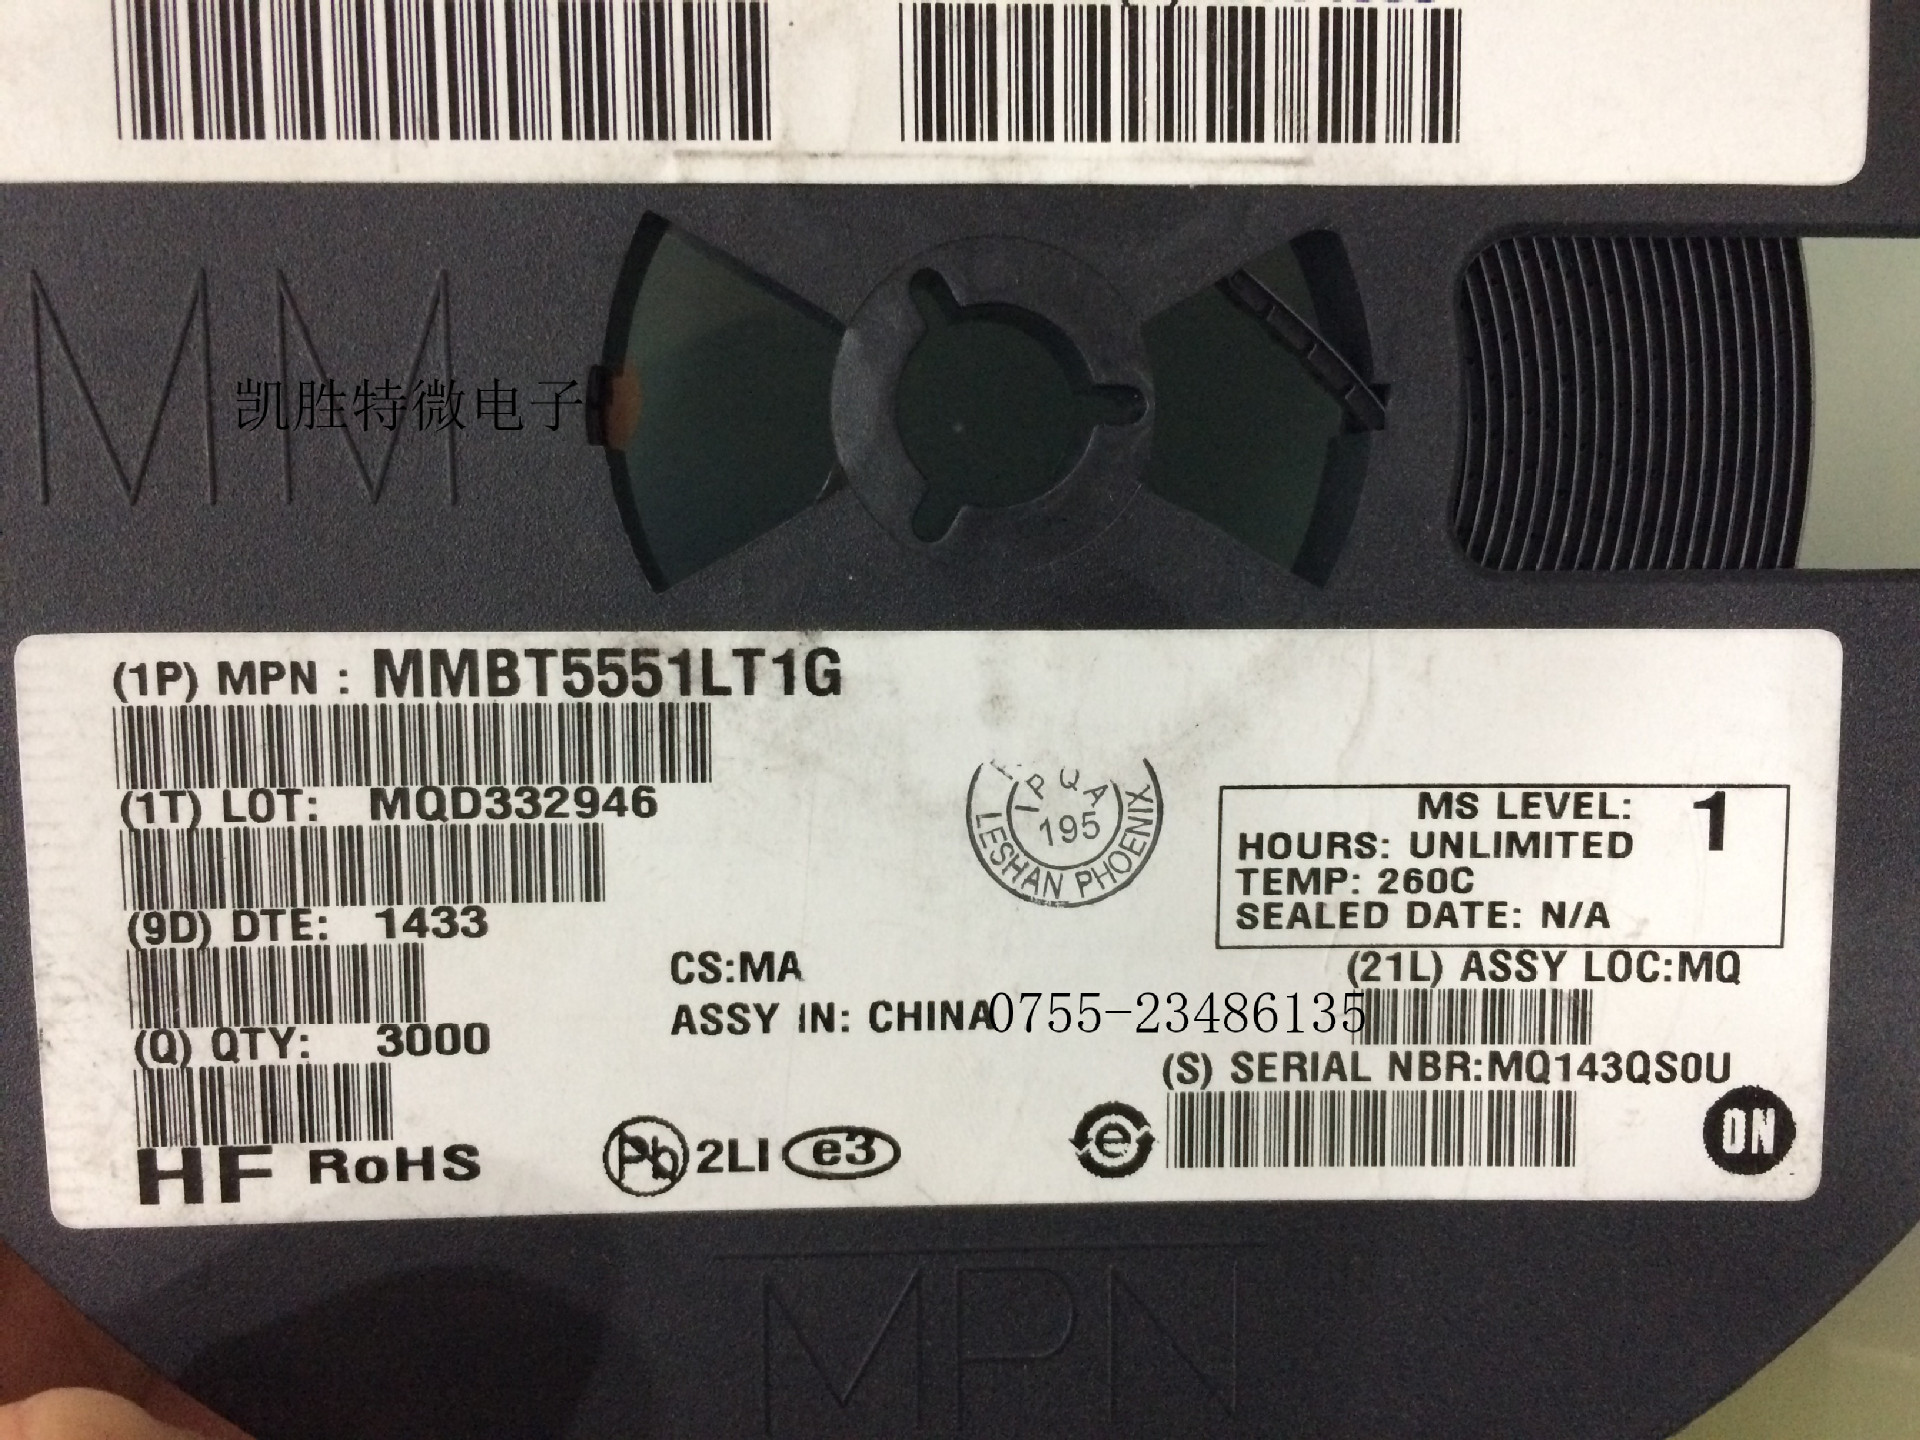 MM
凯胜特微电子
(1P) MPN : MMBT5551LT1G
(1T) LOT: MQD332946
(9D) DTE: 1433
(Q) QTY: 3000
HF RoHS
Pb 2LI e3
IPQA
195
LESHAN PHOENIX
CS:MA
ASSY IN: CHINA
0755-23486135
MS LEVEL: 1
HOURS: UNLIMITED
TEMP: 260C
SEALED DATE: N/A
(21L) ASSY LOC:MQ
(S) SERIAL NBR:MQ143QS0U
e
ON
MPN